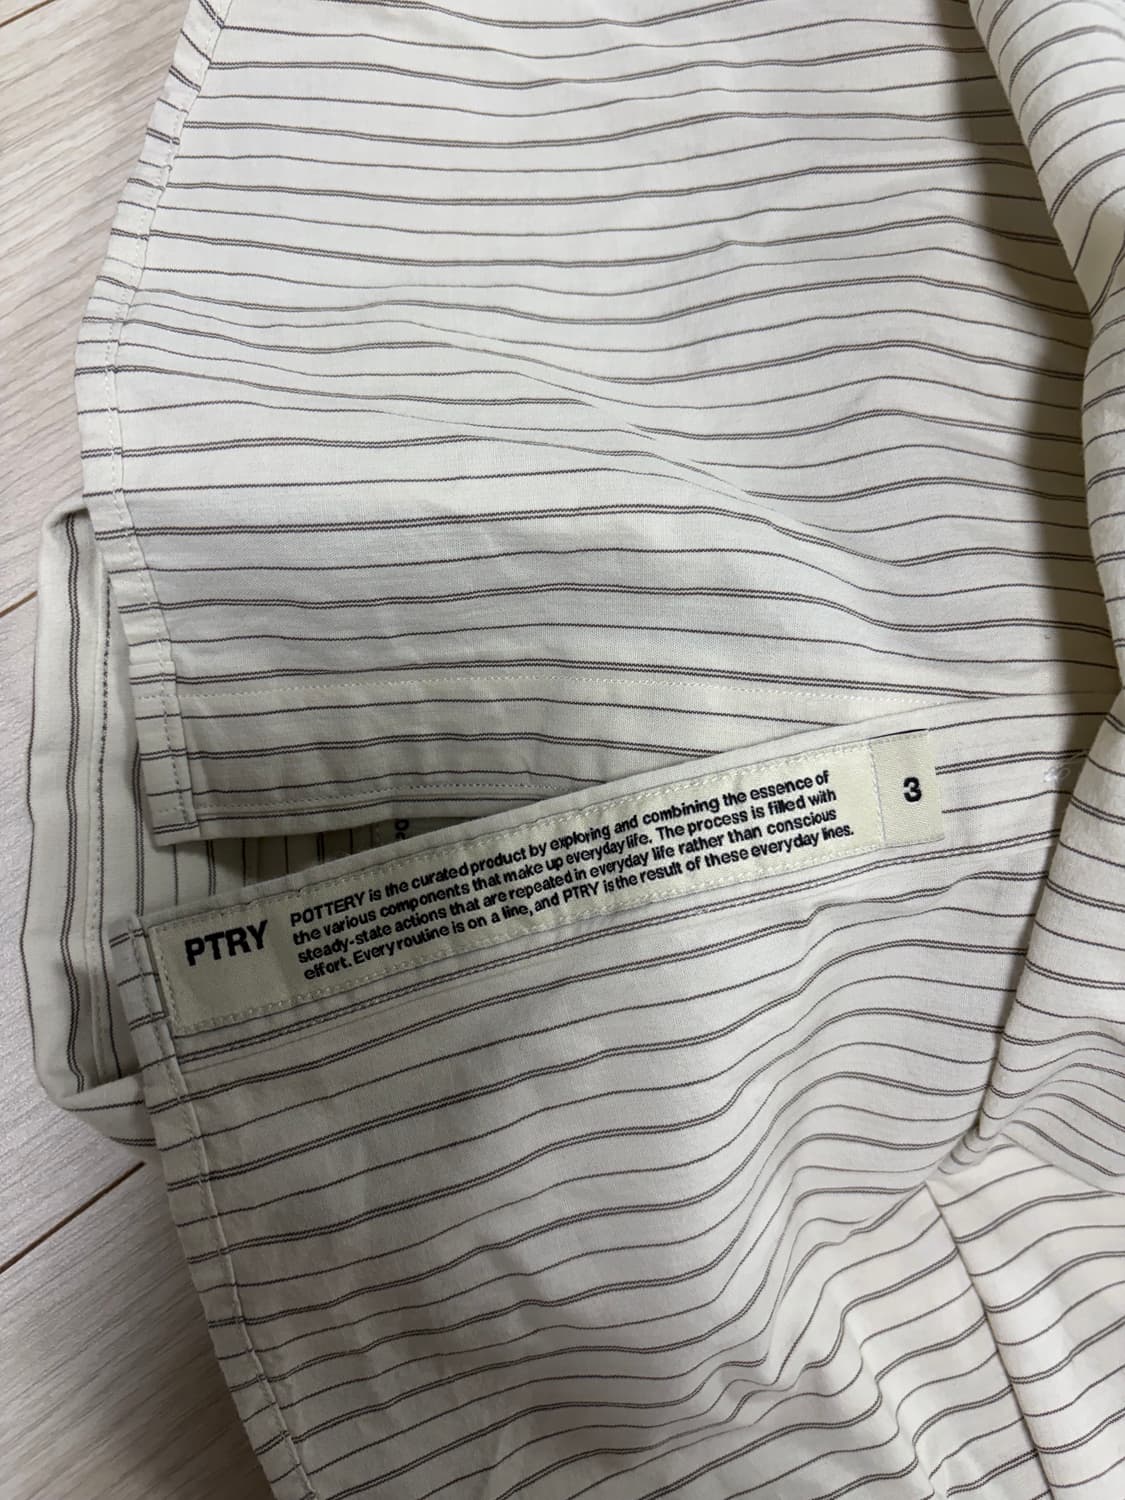 PTRY
POTTERY is the curated product by exploring and combining the essence of
the various components that make up everyday life. The process is filled with
steady-state actions that are repeated in everyday life rather than conscious
effort. Every routine is on a line, and PTRY is the result of these everyday lines.
3